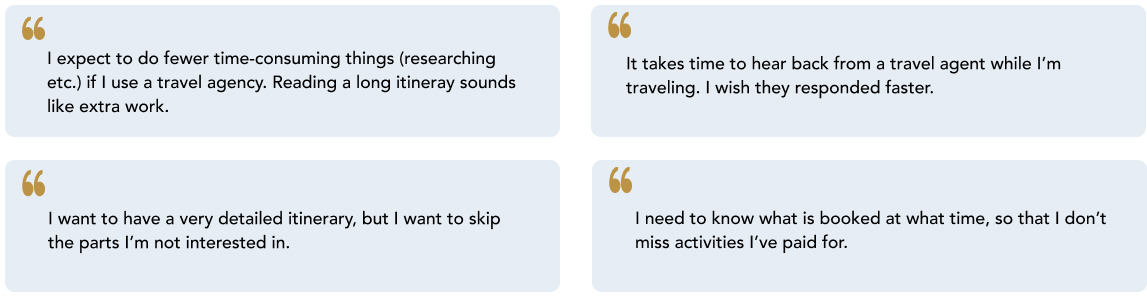 “
I expect to do fewer time-consuming things (researching
etc.) if I use a travel agency. Reading a long itineray sounds
like extra work.
“
It takes time to hear back from a travel agent while I’m
traveling. I wish they responded faster.
“
I want to have a very detailed itinerary, but I want to skip
the parts I’m not interested in.
“
I need to know what is booked at what time, so that I don’t
miss activities I’ve paid for.